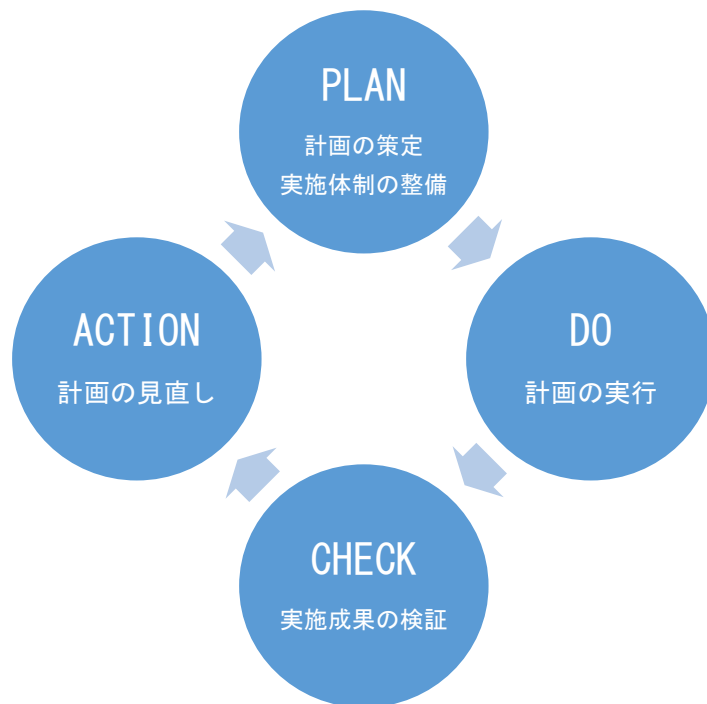 PLAN
計画の策定
実施体制の整備
ACTION
計画の見直し
DO
計画の実行
CHECK
実施成果の検証